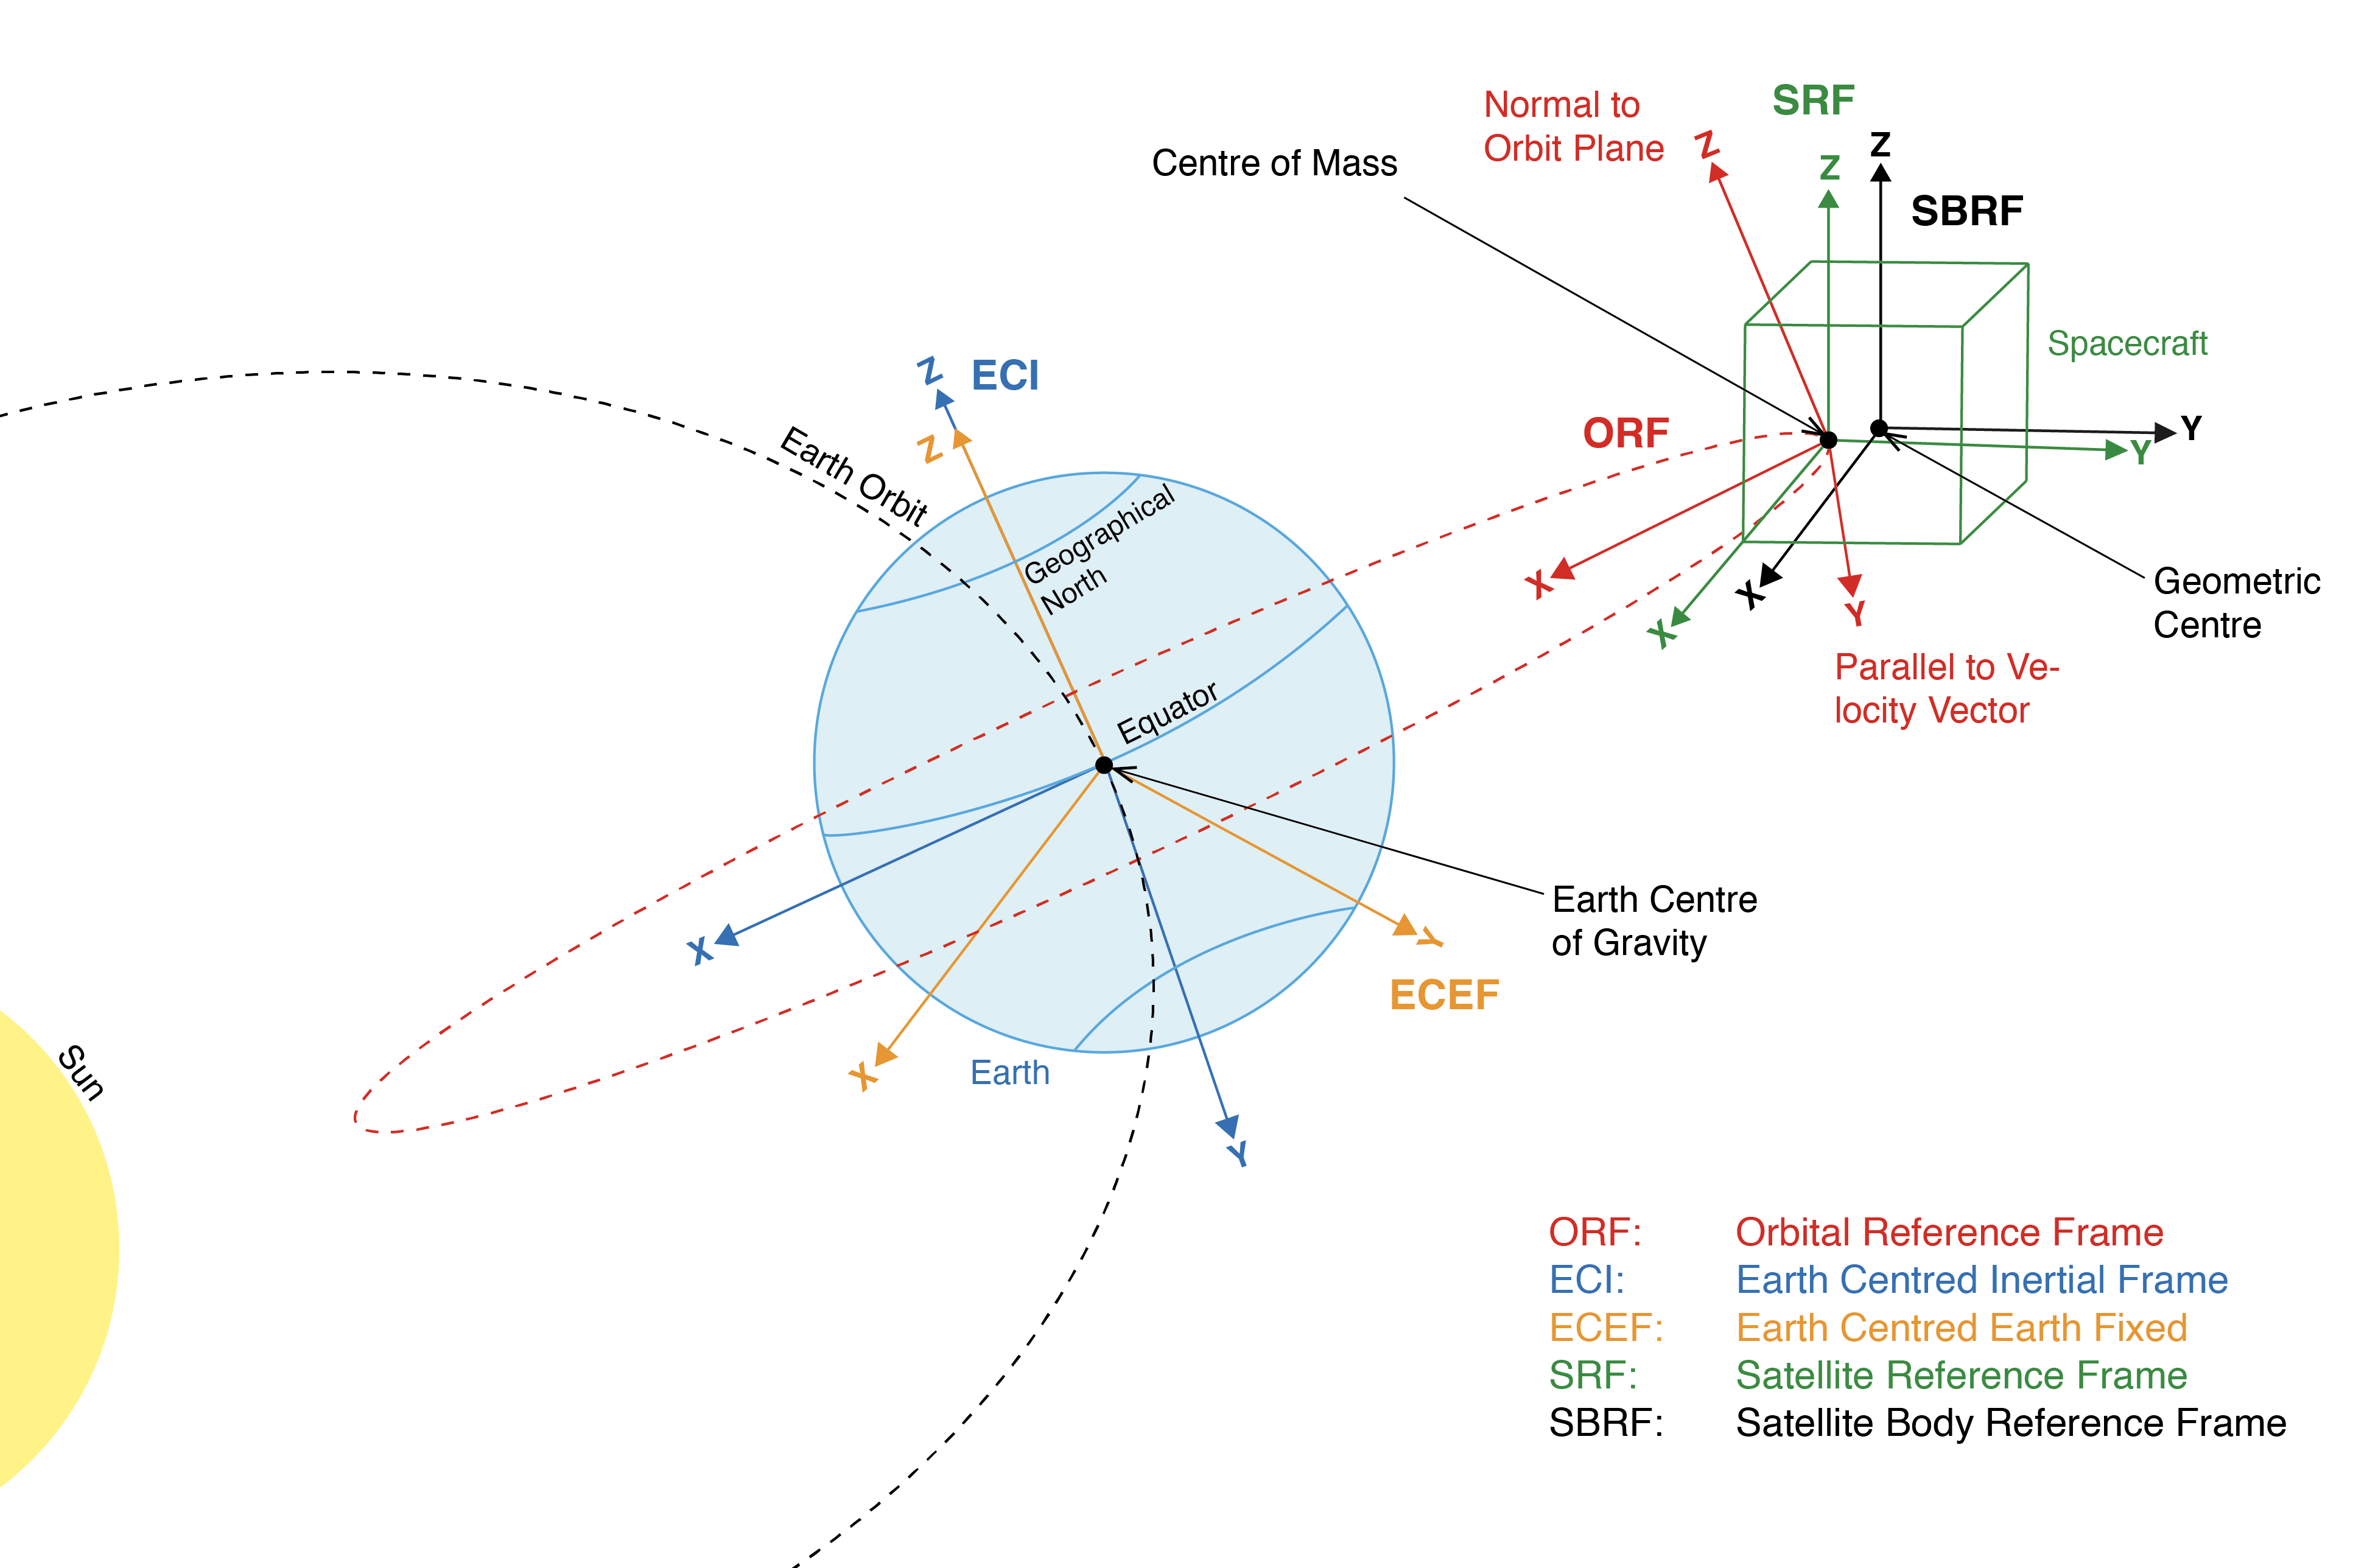 SRF
Normal to
Orbit Plane
Z
Z
Z
Centre of Mass
SBRF
Spacecraft
ECI
Z
Z
ORF
Y
Y
Earth Orbit
Geographical
North
X
X
X
Y
Geometric
Centre
Parallel to Ve-
locity Vector
Equator
Earth Centre
of Gravity
X
Y
ECEF
X
Earth
Y
Sun
ORF: Orbital Reference Frame
ECI: Earth Centred Inertial Frame
ECEF: Earth Centred Earth Fixed
SRF: Satellite Reference Frame
SBRF: Satellite Body Reference Frame